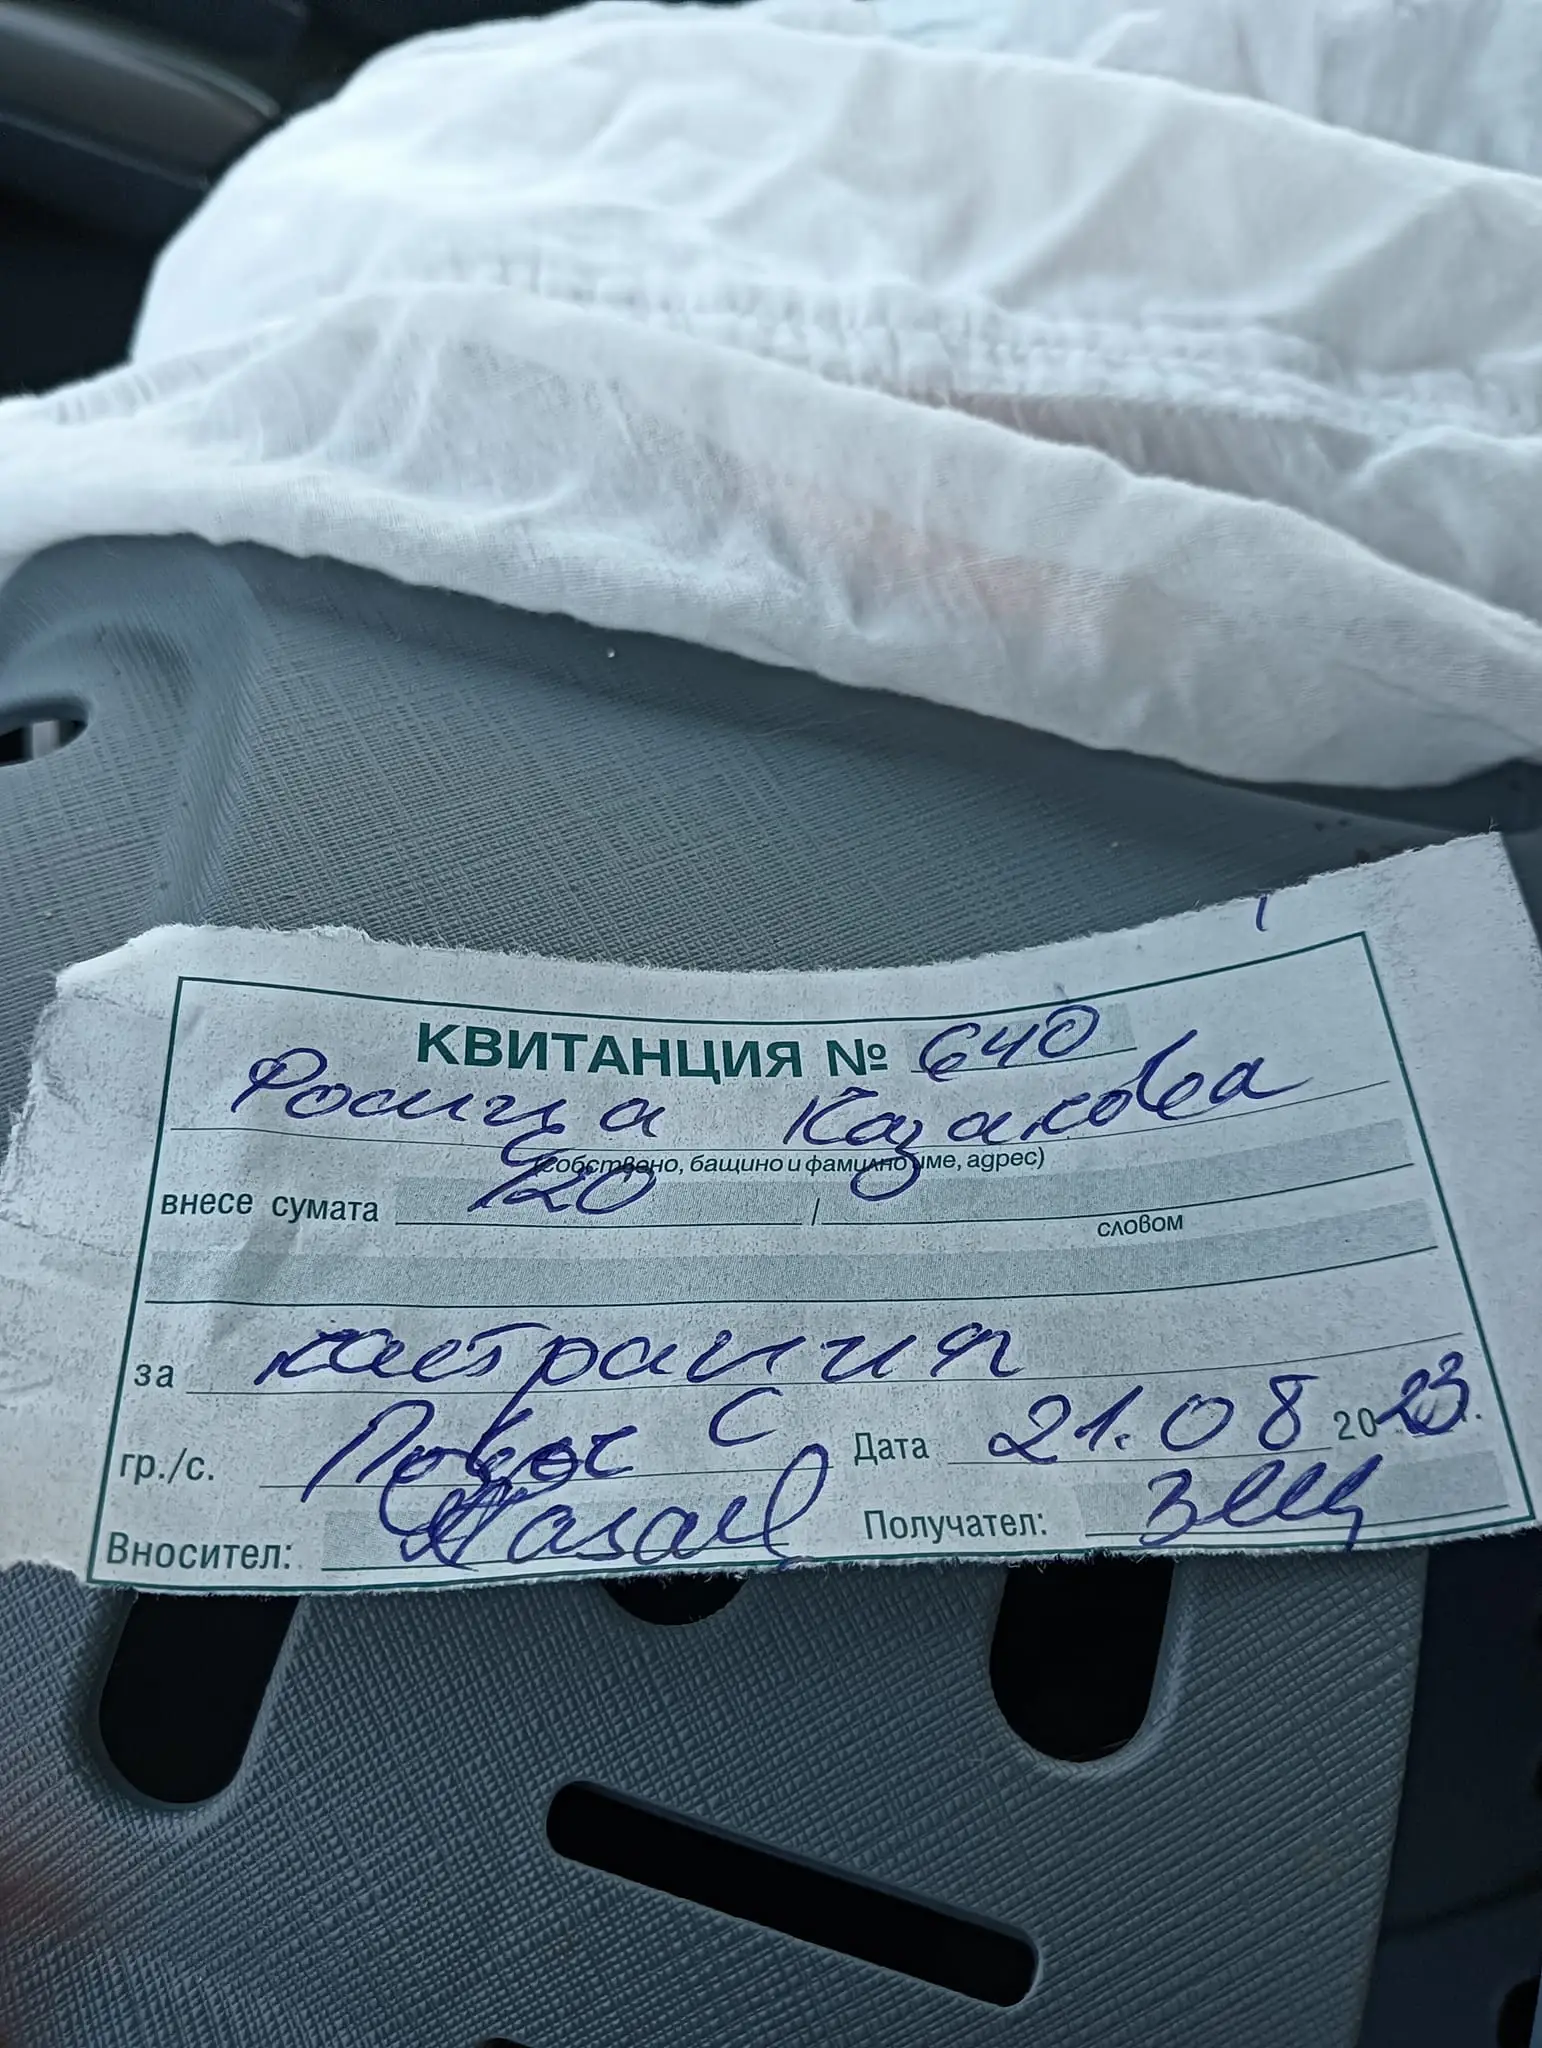 КВИТАНЦИЯ № 640
Росица Казакова
(собствено, бащино и фамилно име, адрес)
внесе сумата 120 /
словом
за кастрация
гр./с. Ловеч С Дата 21.08 2023.
Вносител: Получател: